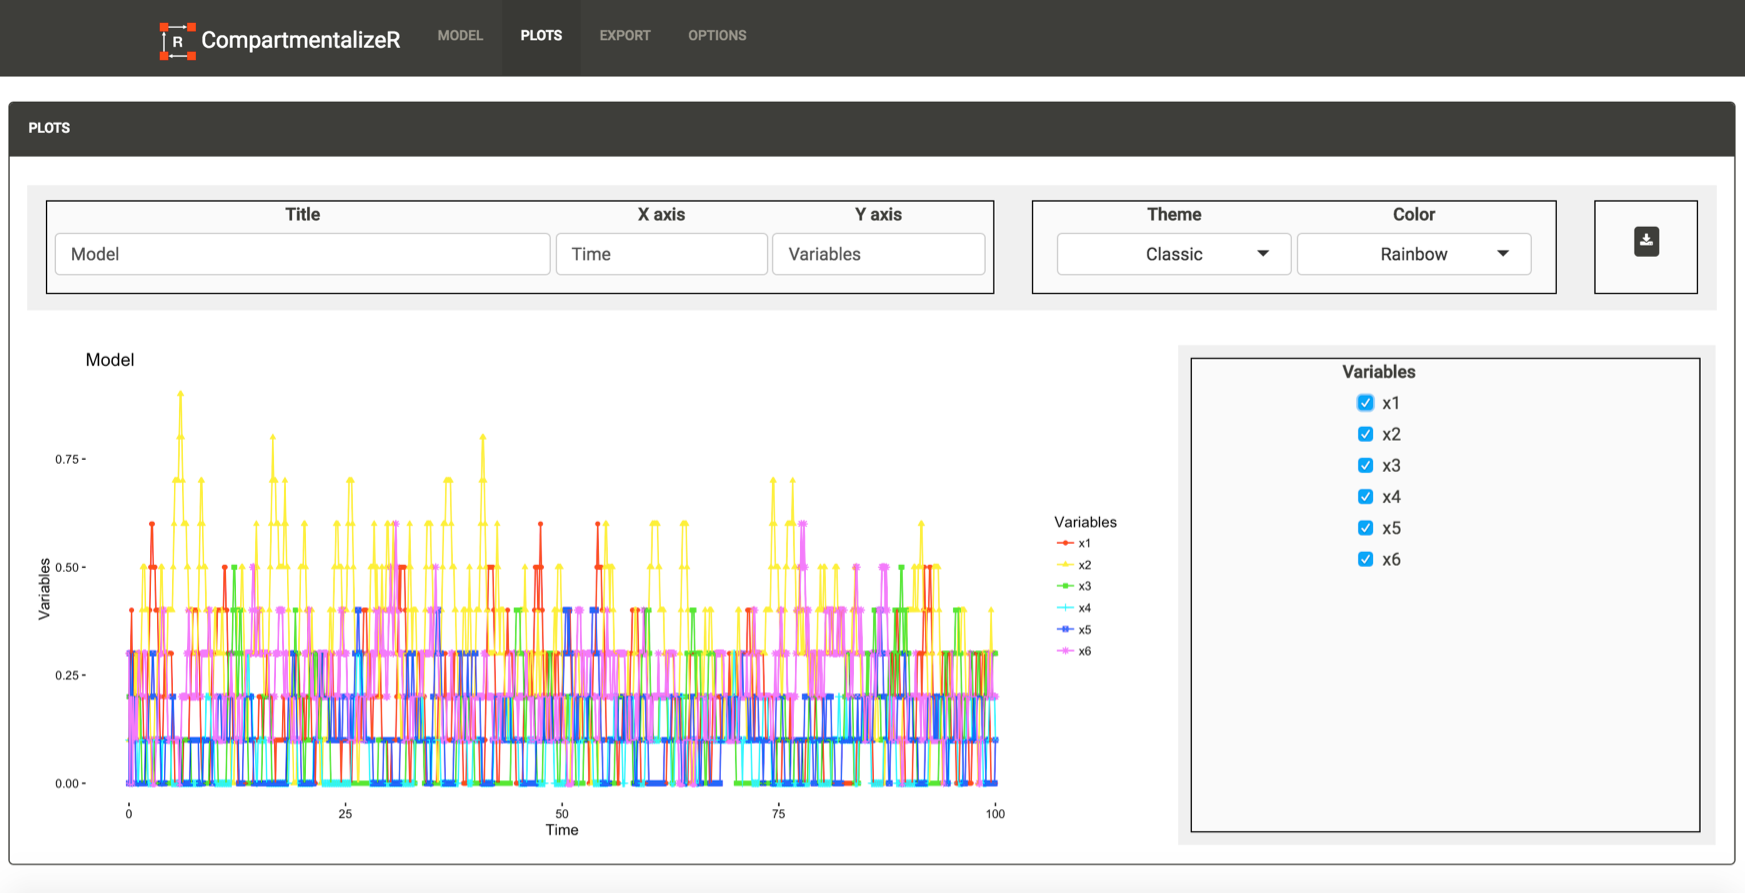 R CompartmentalizeR MODEL PLOTS EXPORT OPTIONS
PLOTS
Title X axis Y axis Theme Color
Model Time Variables Classic Rainbow
Model
Variables
x1
x2
x3
x4
x5
x6
0.75
0.50
0.25
0.00
Variables
0 25 50 75 100
Time
Variables
x1
x2
x3
x4
x5
x6